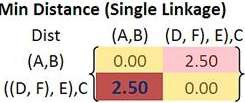 Min Distance (Single Linkage)
Dist (A,B) (D, F), E),C
(A,B) 0.00 2.50
((D, F), E),C 2.50 0.00